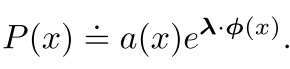 P(x) ≐ a(x)e^{𝝀·𝝓(x)}.